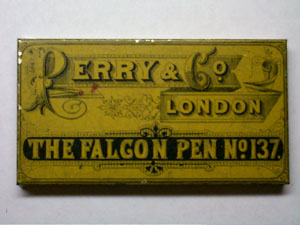 PERRY & Co.
LONDON
THE FALCON PEN No. 137.